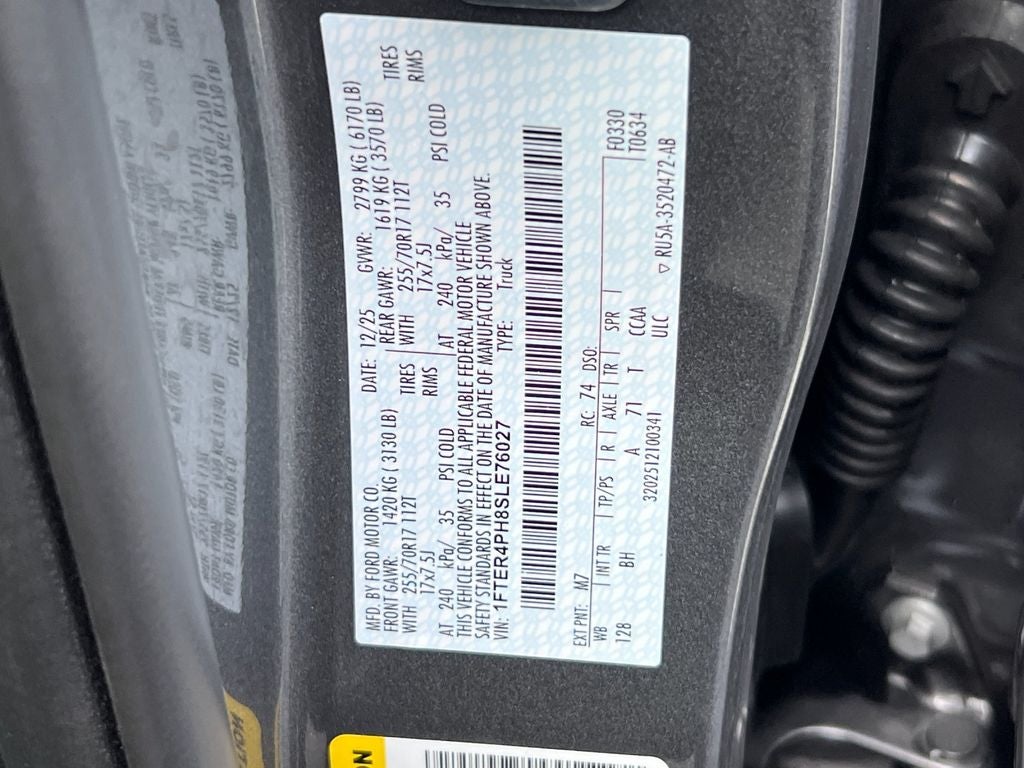 MFD. BY FORD MOTOR CO.
DATE: 12/25 GVWR: 2799 KG ( 6170 LB)
FRONT GAWR: 1420 KG ( 3130 LB)
REAR GAWR: 1619 KG ( 3570 LB)
WITH 255/70R17 112T TIRES
WITH 255/70R17 112T TIRES
17x7.5J RIMS
17x7.5J RIMS
AT 240 kPa/ 35 PSI COLD
AT 240 kPa/ 35 PSI COLD
THIS VEHICLE CONFORMS TO ALL APPLICABLE FEDERAL MOTOR VEHICLE
SAFETY STANDARDS IN EFFECT ON THE DATE OF MANUFACTURE SHOWN ABOVE.
VIN: 1FTER4PH8SLE76027 TYPE: Truck
EXT PNT: M7 RC: 74 DSO: F0330
WB INT TR TP/PS R AXLE TR SPR T0634
128 BH A 71 T CCAA
3202512100341 ULC ▽ RU5A-3520472-AB